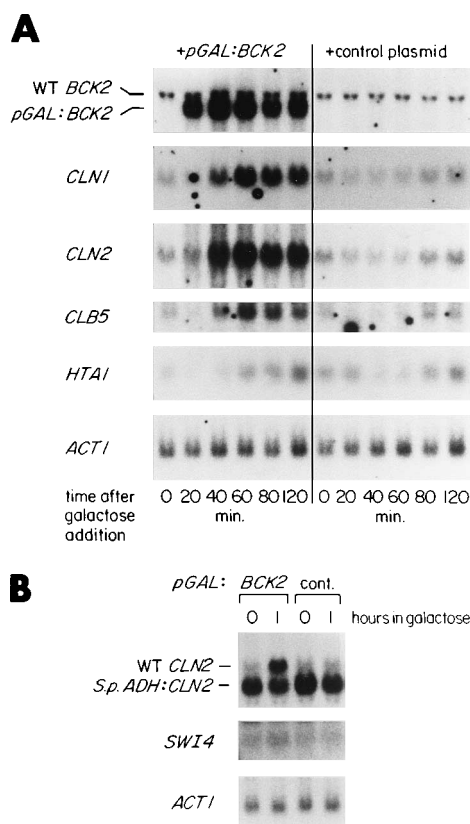 A
+pGAL:BCK2
+control plasmid
WT BCK2
pGAL:BCK2
CLN1
CLN2
CLB5
HTA1
ACT1
time after galactose addition
0 20 40 60 80 120
min.
0 20 40 60 80 120
min.
B
pGAL: BCK2 cont.
0 1 0 1 hours in galactose
WT CLN2
S.p. ADH:CLN2
SWI4
ACT1